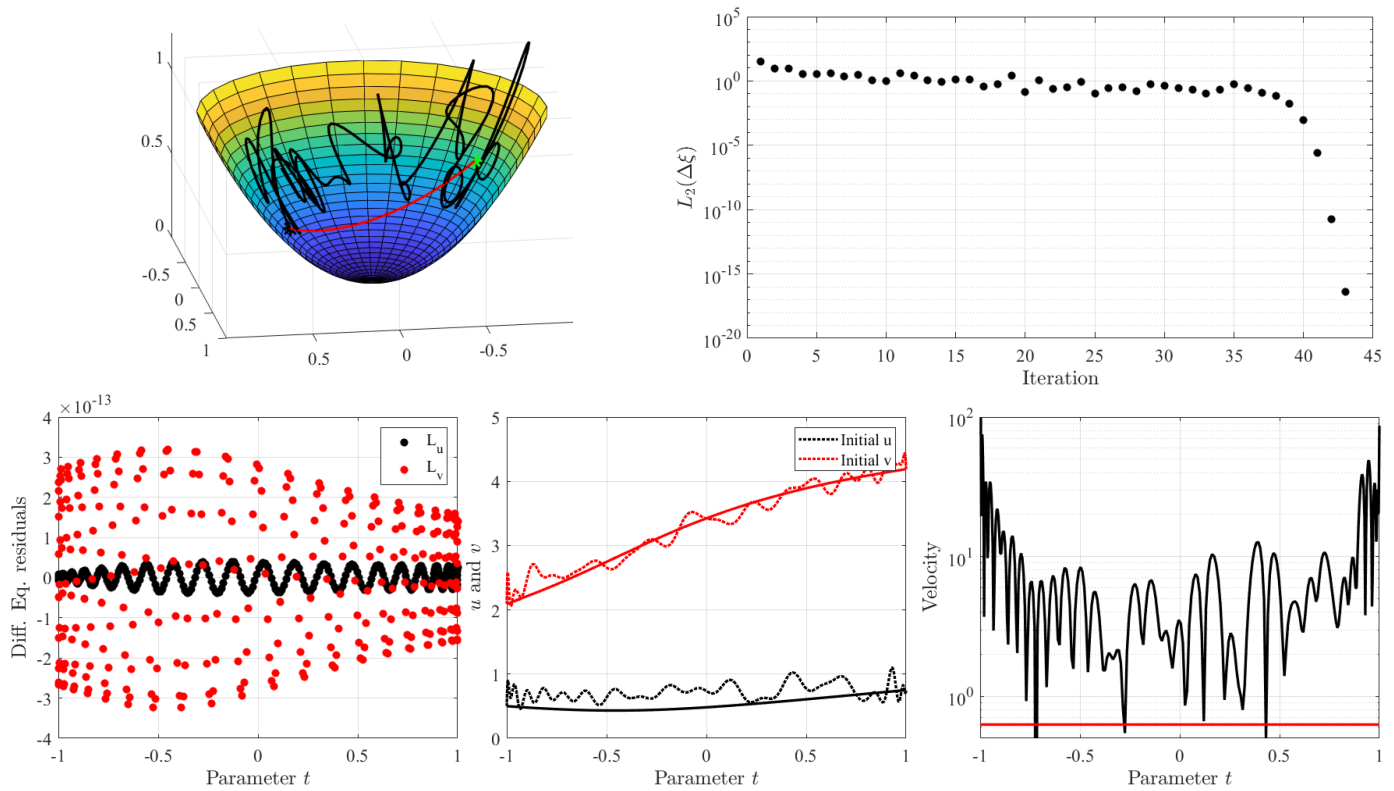 1
0.5
0
-0.5
0
0.5
1
0.5
0
-0.5
10^5
10^0
10^-5
10^-10
10^-15
10^-20
L_2(Δξ)
0 5 10 15 20 25 30 35 40 45
Iteration
×10^-13
4
3
2
1
0
-1
-2
-3
-4
Diff. Eq. residuals
L_u
L_v
-1 -0.5 0 0.5 1
Parameter t
5
4
3
2
1
0
u and v
Initial u
Initial v
-1 -0.5 0 0.5 1
Parameter t
10^2
10^1
10^0
Velocity
-1 -0.5 0 0.5 1
Parameter t